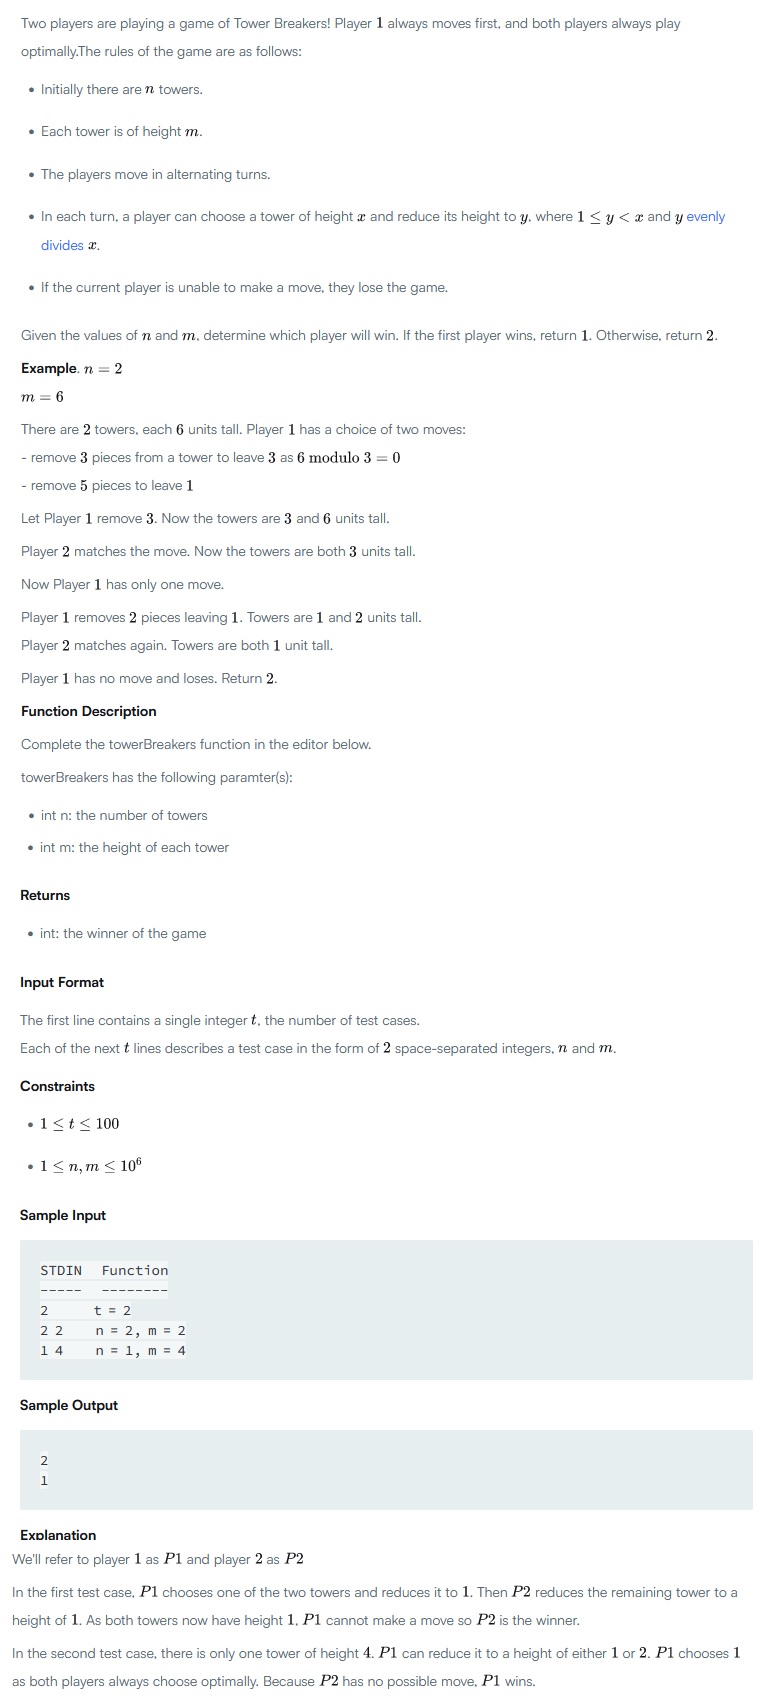 Two players are playing a game of Tower Breakers! Player 1 always moves first, and both players always play
optimally.The rules of the game are as follows:
• Initially there are n towers.
• Each tower is of height m.
• The players move in alternating turns.
• In each turn, a player can choose a tower of height x and reduce its height to y, where 1 ≤ y < x and y evenly
divides x.
• If the current player is unable to make a move, they lose the game.
Given the values of n and m, determine which player will win. If the first player wins, return 1. Otherwise, return 2.
Example. n = 2
m = 6
There are 2 towers, each 6 units tall. Player 1 has a choice of two moves:
- remove 3 pieces from a tower to leave 3 as 6 modulo 3 = 0
- remove 5 pieces to leave 1
Let Player 1 remove 3. Now the towers are 3 and 6 units tall.
Player 2 matches the move. Now the towers are both 3 units tall.
Now Player 1 has only one move.
Player 1 removes 2 pieces leaving 1. Towers are 1 and 2 units tall.
Player 2 matches again. Towers are both 1 unit tall.
Player 1 has no move and loses. Return 2.
Function Description
Complete the towerBreakers function in the editor below.
towerBreakers has the following paramter(s):
• int n: the number of towers
• int m: the height of each tower
Returns
• int: the winner of the game
Input Format
The first line contains a single integer t, the number of test cases.
Each of the next t lines describes a test case in the form of 2 space-separated integers, n and m.
Constraints
• 1 ≤ t ≤ 100
• 1 ≤ n, m ≤ 10⁶
Sample Input
STDIN Function
----- --------
2 t = 2
2 2 n = 2, m = 2
1 4 n = 1, m = 4
Sample Output
2
1
Explanation
We'll refer to player 1 as P1 and player 2 as P2
In the first test case, P1 chooses one of the two towers and reduces it to 1. Then P2 reduces the remaining tower to a
height of 1. As both towers now have height 1, P1 cannot make a move so P2 is the winner.
In the second test case, there is only one tower of height 4. P1 can reduce it to a height of either 1 or 2. P1 chooses 1
as both players always choose optimally. Because P2 has no possible move, P1 wins.